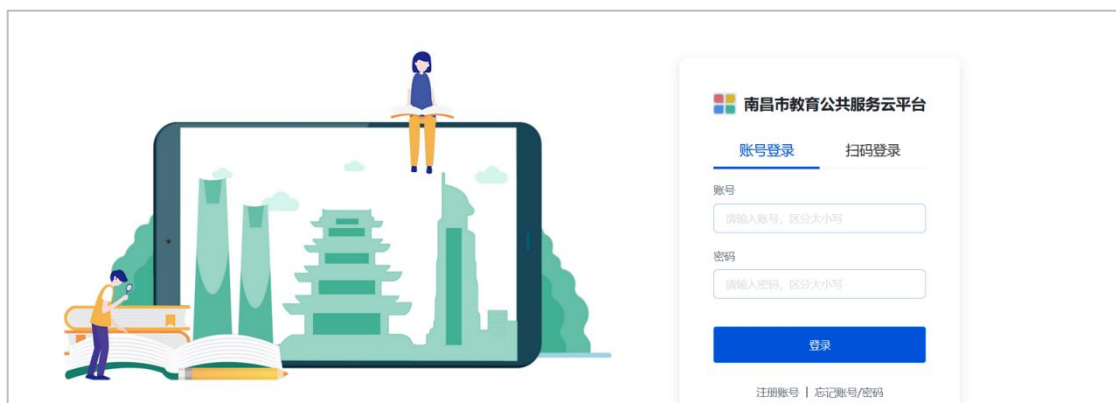 南昌市教育公共服务云平台
账号登录 扫码登录
账号
请输入账号，区分大小写
密码
请输入密码，区分大小写
登录
注册账号 | 忘记账号/密码